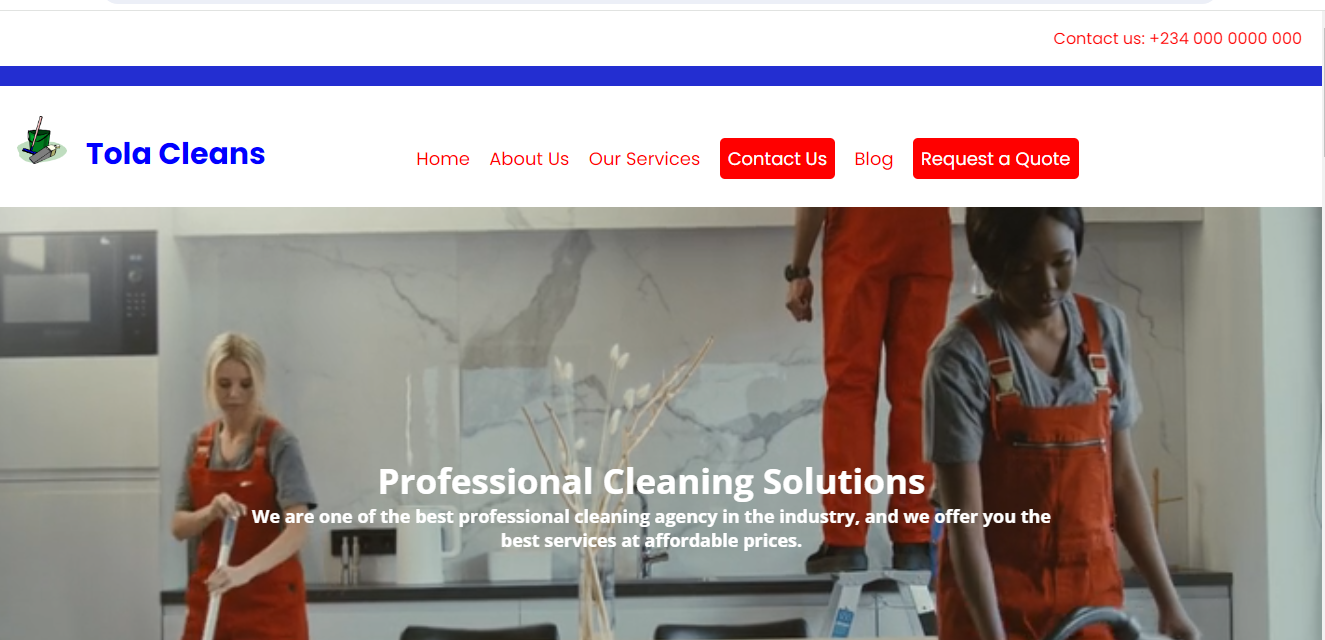 Contact us: +234 000 0000 000
Tola Cleans
Home About Us Our Services Contact Us Blog Request a Quote
Professional Cleaning Solutions
We are one of the best professional cleaning agency in the industry, and we offer you the
best services at affordable prices.